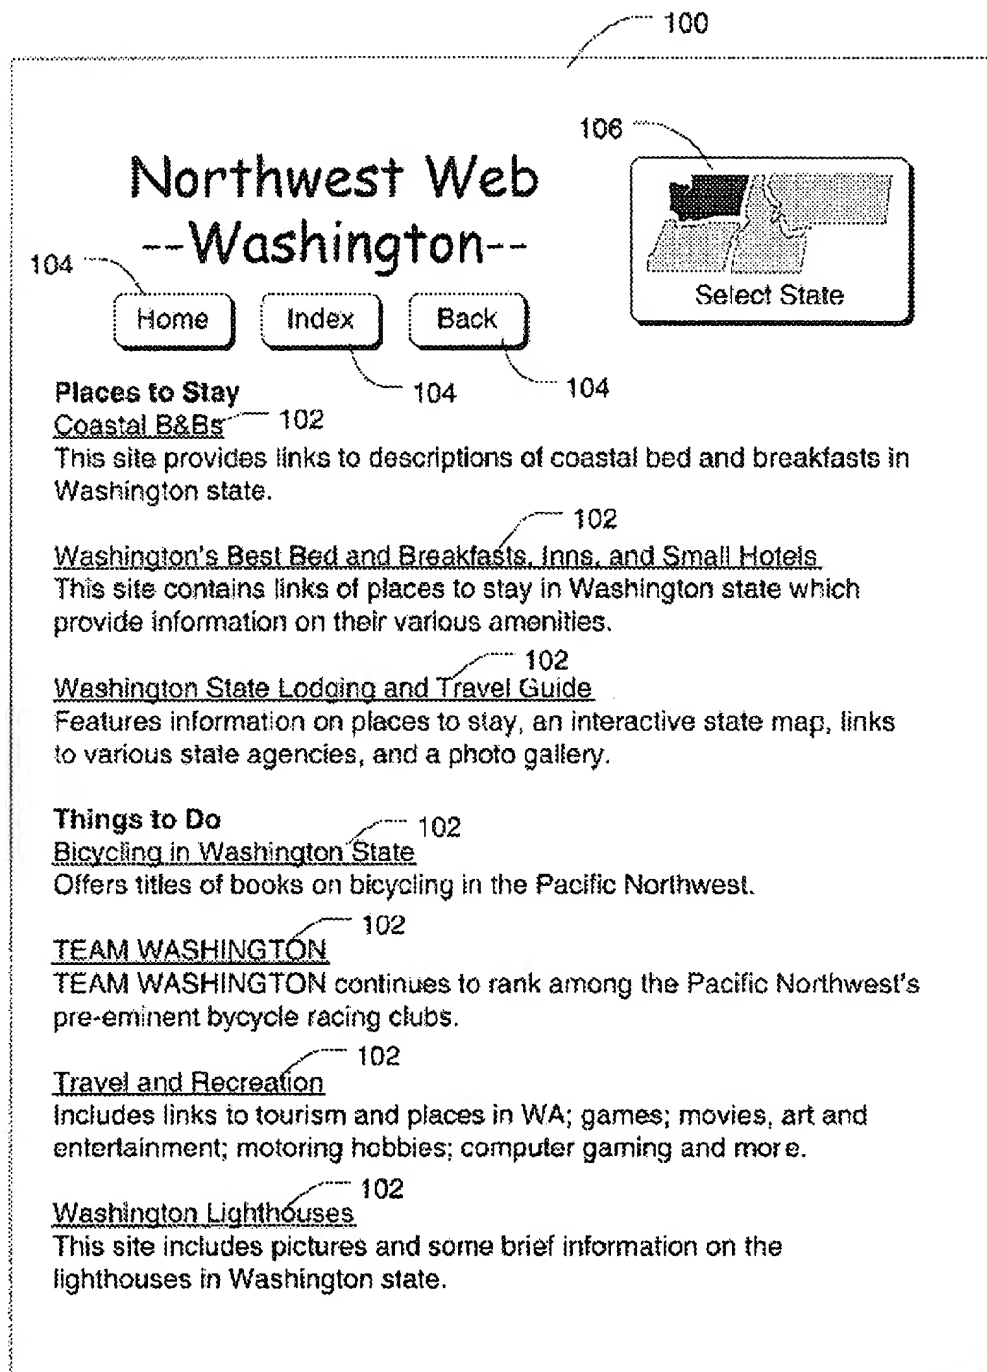 100
106
Northwest Web
--Washington--
Select State
104
Home Index Back
104 104
Places to Stay
Coastal B&Bs 102
This site provides links to descriptions of coastal bed and breakfasts in
Washington state.
102
Washington's Best Bed and Breakfasts, Inns, and Small Hotels
This site contains links of places to stay in Washington state which
provide information on their various amenities.
102
Washington State Lodging and Travel Guide
Features information on places to stay, an interactive state map, links
to various state agencies, and a photo gallery.
Things to Do
102
Bicycling in Washington State
Offers titles of books on bicycling in the Pacific Northwest.
102
TEAM WASHINGTON
TEAM WASHINGTON continues to rank among the Pacific Northwest's
pre-eminent bycycle racing clubs.
102
Travel and Recreation
Includes links to tourism and places in WA; games; movies, art and
entertainment; motoring hobbies; computer gaming and more.
102
Washington Lighthouses
This site includes pictures and some brief information on the
lighthouses in Washington state.